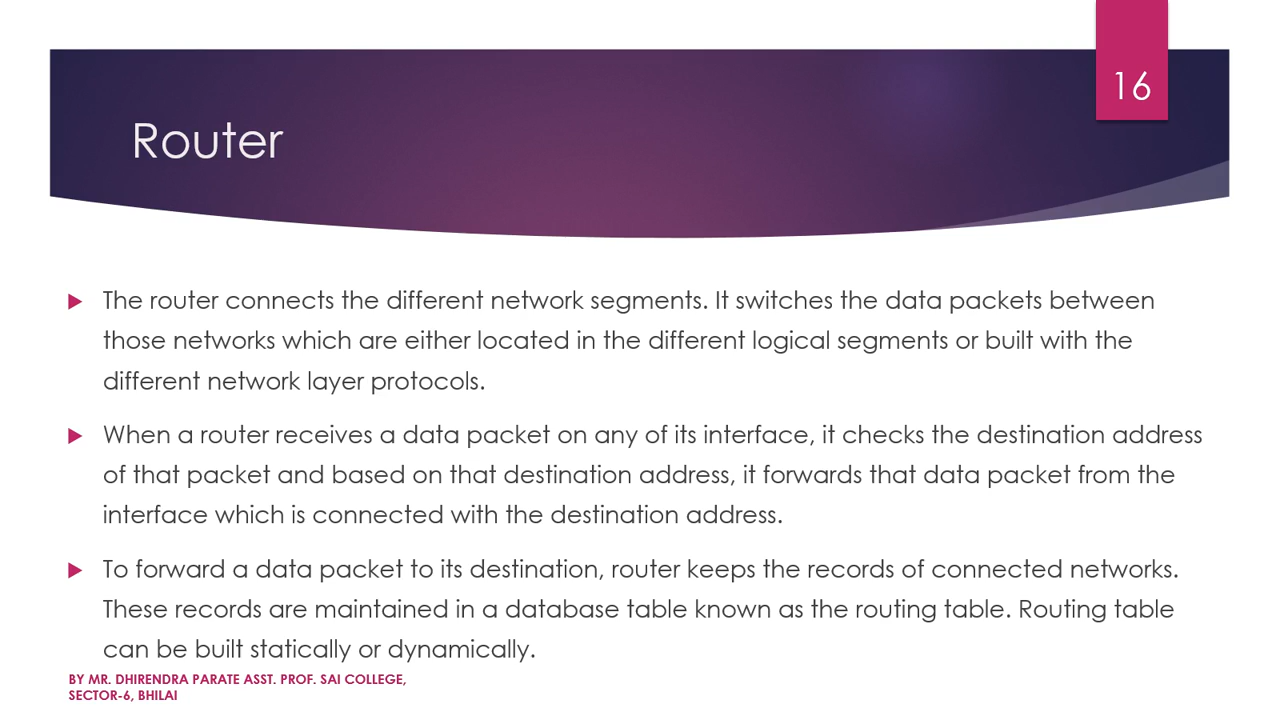 16
Router
The router connects the different network segments. It switches the data packets between
those networks which are either located in the different logical segments or built with the
different network layer protocols.
When a router receives a data packet on any of its interface, it checks the destination address
of that packet and based on that destination address, it forwards that data packet from the
interface which is connected with the destination address.
To forward a data packet to its destination, router keeps the records of connected networks.
These records are maintained in a database table known as the routing table. Routing table
can be built statically or dynamically.
BY MR. DHIRENDRA PARATE ASST. PROF. SAI COLLEGE,
SECTOR-6, BHILAI